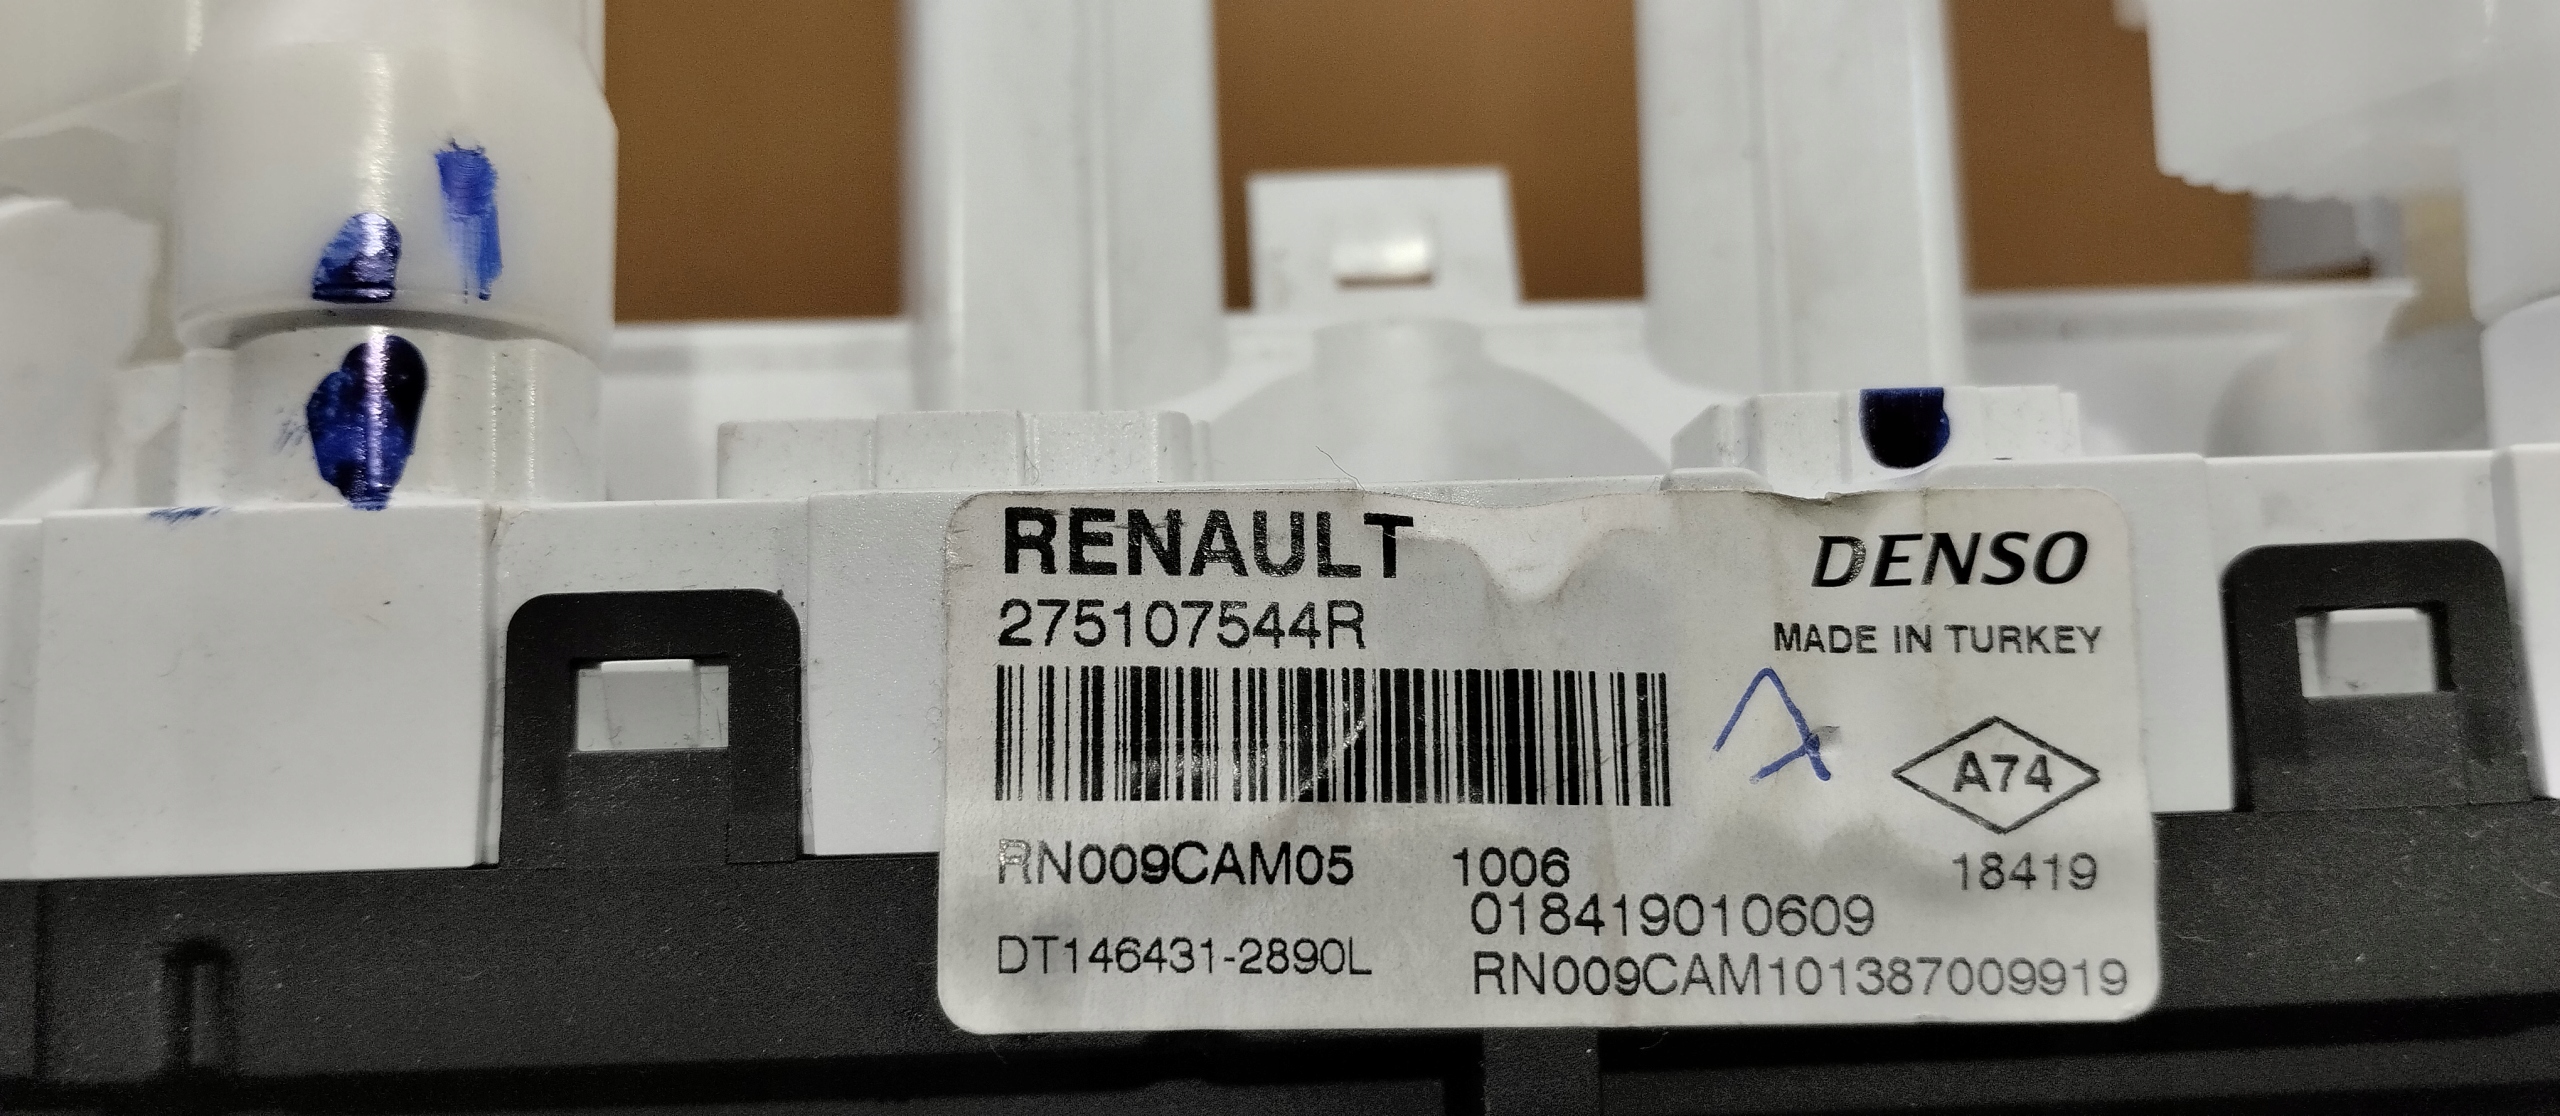 RENAULT
275107544R
DENSO
MADE IN TURKEY
A74
RN009CAM05 1006
18419
018419010609
DT146431-2890L
RN009CAM101387009919